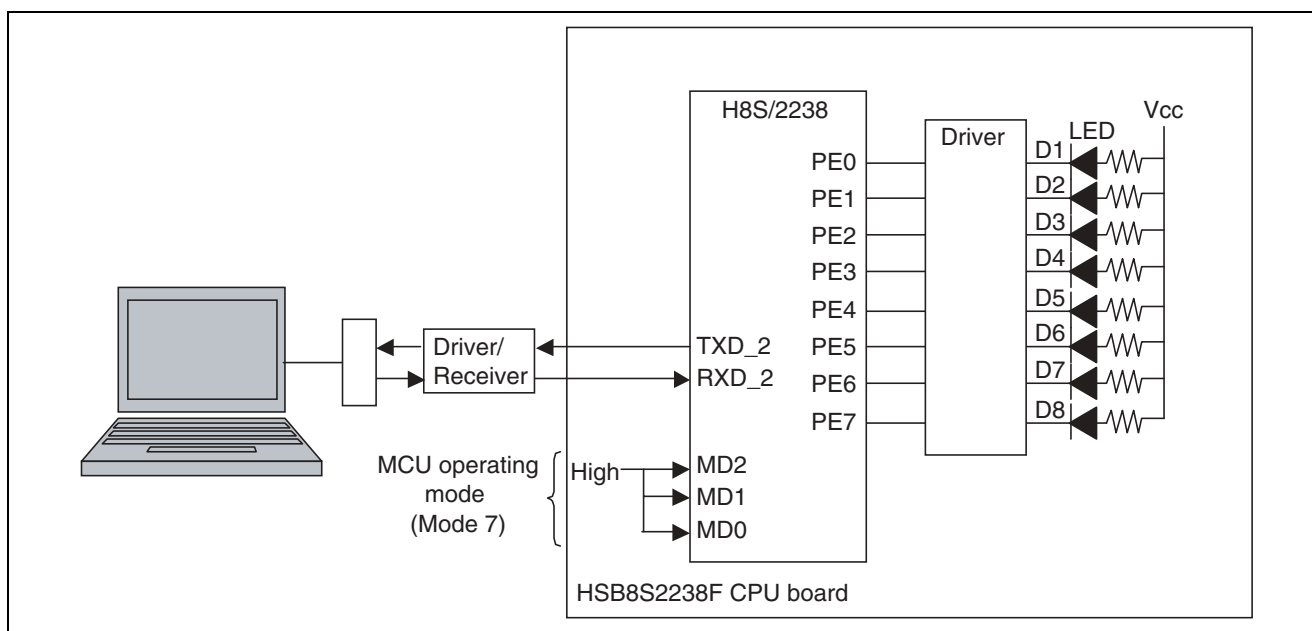 H8S/2238
PE0
PE1
PE2
PE3
PE4
PE5
PE6
PE7
Driver
D1
D2
D3
D4
D5
D6
D7
D8
LED
Vcc
Driver/
Receiver
TXD_2
RXD_2
MCU operating
mode
(Mode 7)
High
MD2
MD1
MD0
HSB8S2238F CPU board